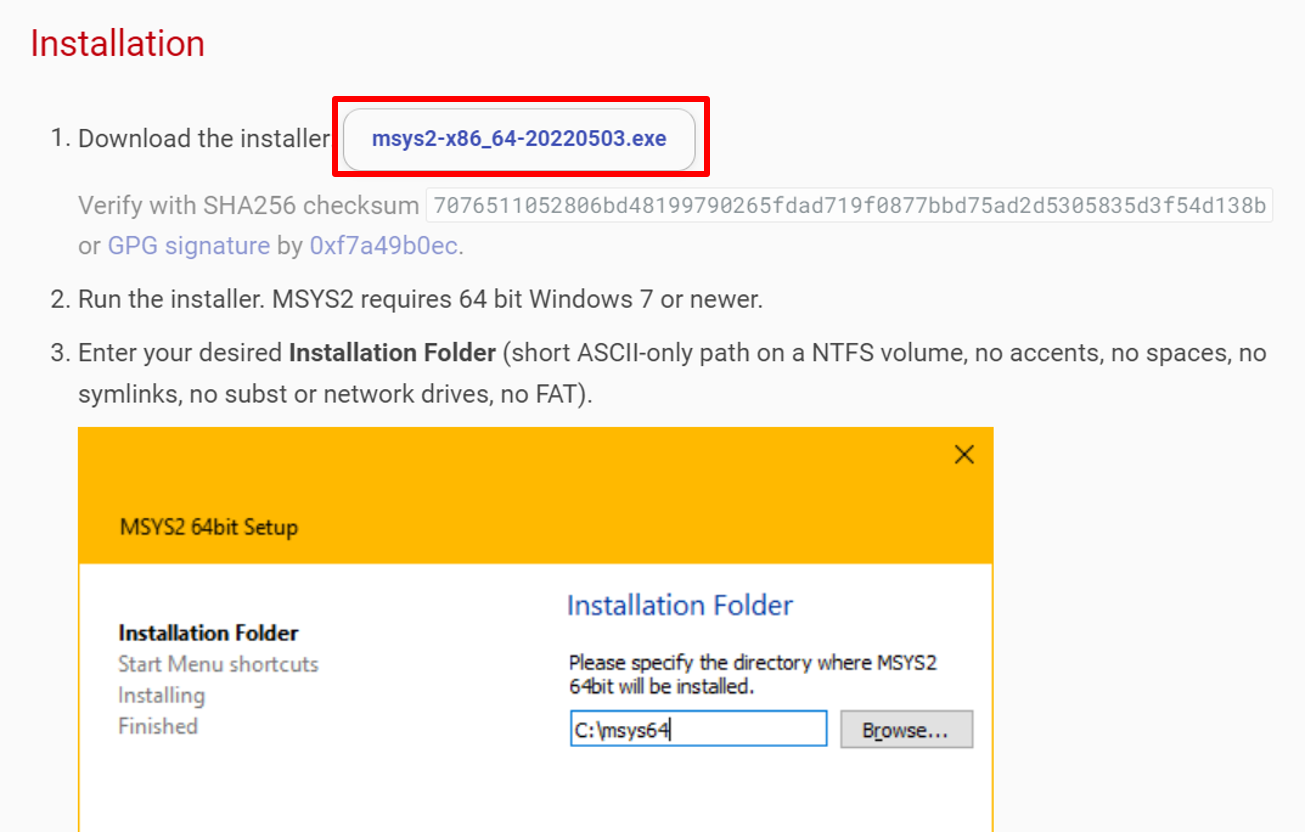 Installation
1. Download the installer msys2-x86_64-20220503.exe
Verify with SHA256 checksum 7076511052806bd48199790265fdad719f0877bbd75ad2d5305835d3f54d138b
or GPG signature by 0xf7a49b0ec.
2. Run the installer. MSYS2 requires 64 bit Windows 7 or newer.
3. Enter your desired Installation Folder (short ASCII-only path on a NTFS volume, no accents, no spaces, no
symlinks, no subst or network drives, no FAT).
MSYS2 64bit Setup
Installation Folder
Start Menu shortcuts
Installing
Finished
Installation Folder
Please specify the directory where MSYS2
64bit will be installed.
C:\msys64
Browse...